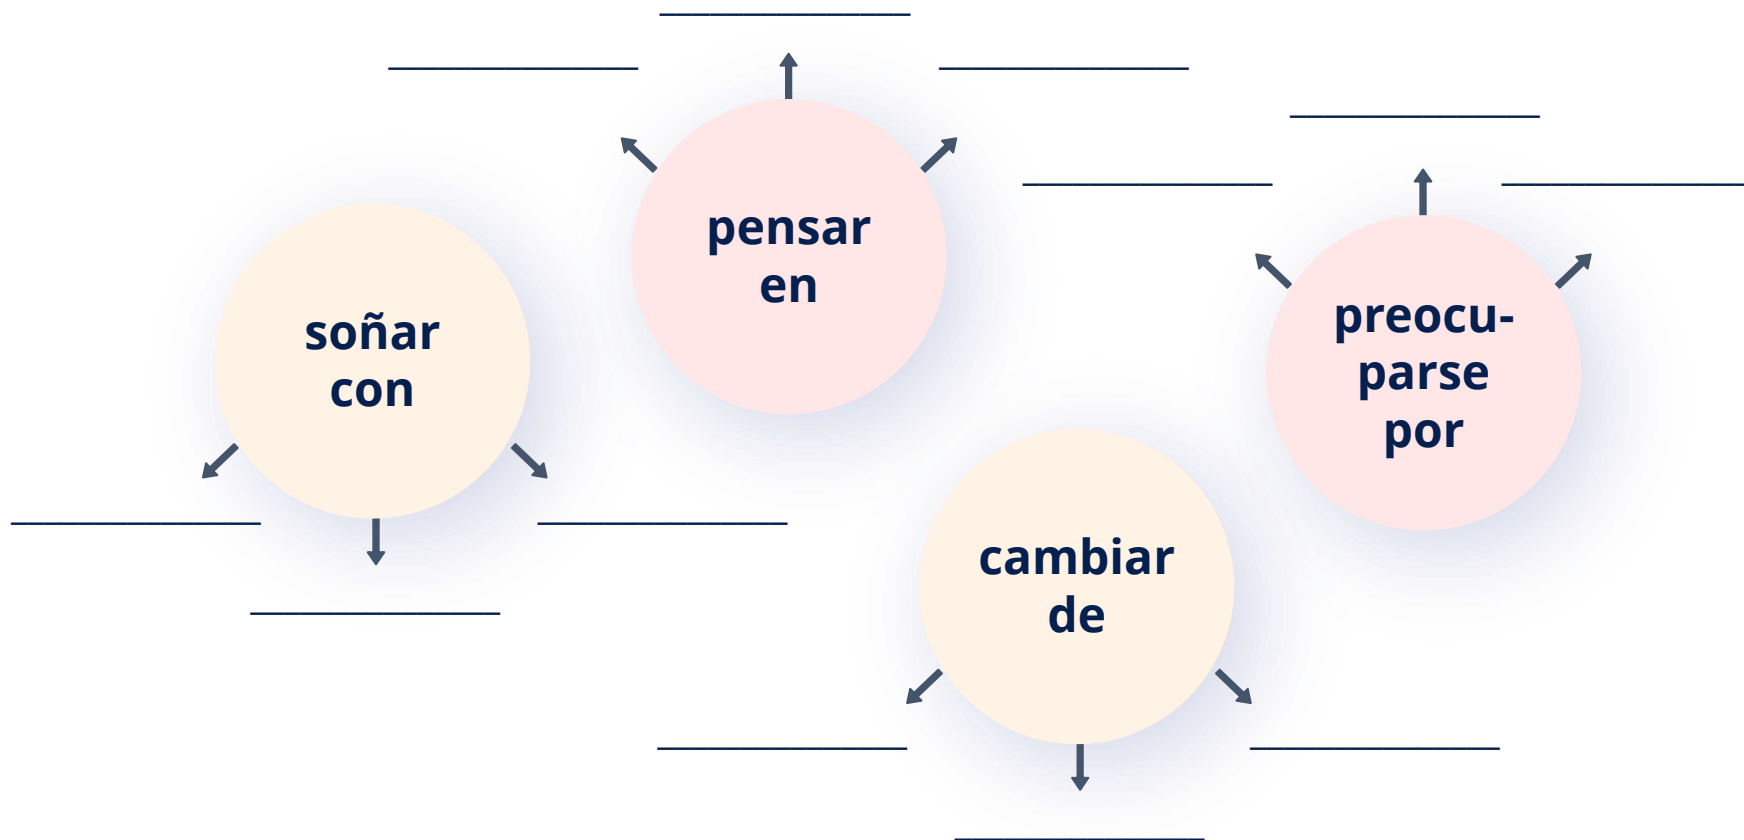 pensar
en
soñar
con
preocu-
parse
por
cambiar
de